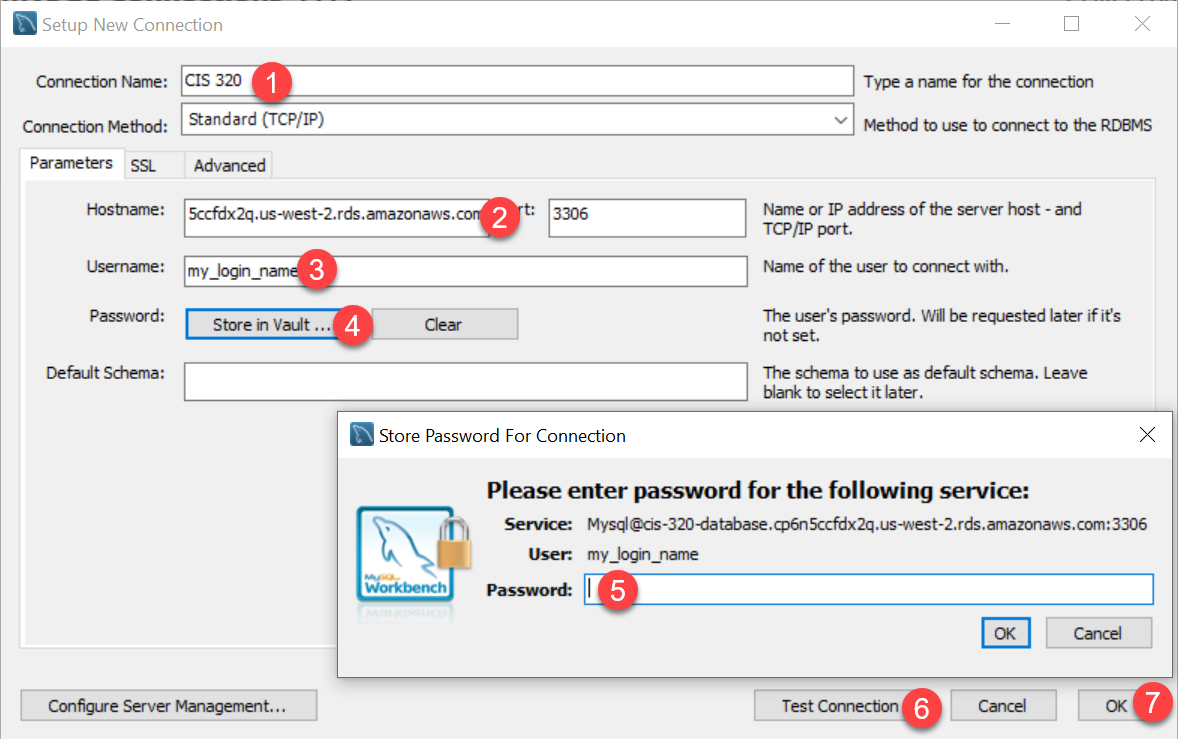 Setup New Connection
Connection Name: CIS 320 1 Type a name for the connection
Connection Method: Standard (TCP/IP) Method to use to connect to the RDBMS
Parameters SSL Advanced
Hostname: 5ccfdx2q.us-west-2.rds.amazonaws.com 2 rt: 3306 Name or IP address of the server host - and
TCP/IP port.
Username: my_login_name 3 Name of the user to connect with.
Password: Store in Vault ... 4 Clear The user's password. Will be requested later if it's
not set.
Default Schema: The schema to use as default schema. Leave
blank to select it later.
Store Password For Connection
Please enter password for the following service:
Service: Mysql@cis-320-database.cp6n5ccfdx2q.us-west-2.rds.amazonaws.com:3306
User: my_login_name
Password: 5
MySQL
Workbench
OK Cancel
Configure Server Management... Test Connection 6 Cancel OK 7